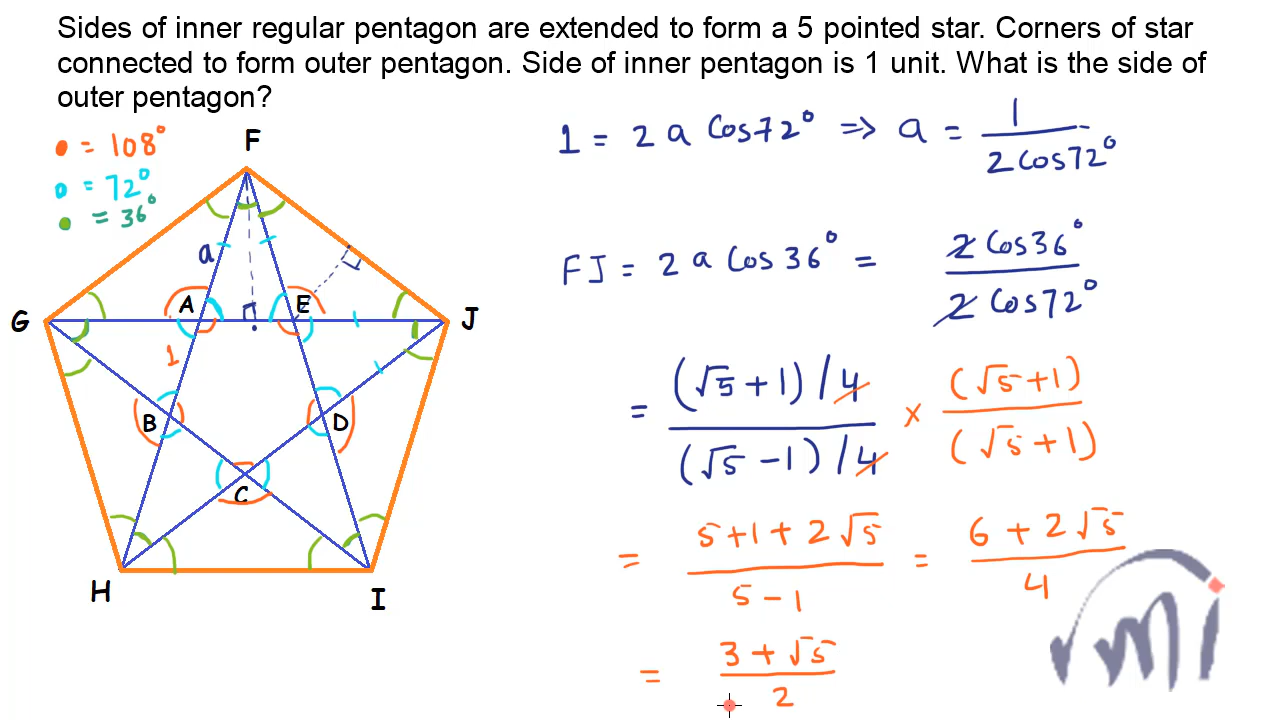 Sides of inner regular pentagon are extended to form a 5 pointed star. Corners of star
connected to form outer pentagon. Side of inner pentagon is 1 unit. What is the side of
outer pentagon?
= 108°
= 72°
= 36°
F
a
G
A
E
J
1
B
D
C
H
I
1 = 2 a Cos72° => a = 1 / 2 Cos72°
FJ = 2 a Cos 36° = 2 Cos36° / 2 Cos72°
= (√5 + 1) / 4 / (√5 - 1) / 4 × (√5 + 1) / (√5 + 1)
= 5 + 1 + 2√5 / 5 - 1 = 6 + 2√5 / 4
= 3 + √5 / 2
rmi